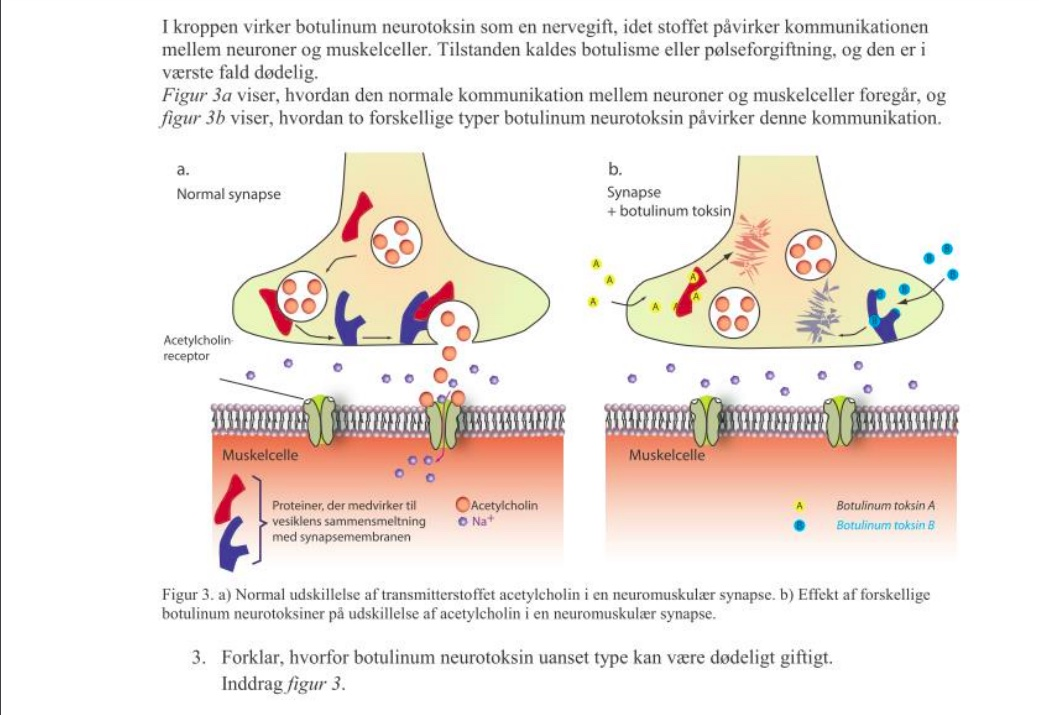 I kroppen virker botulinum neurotoksin som en nervegift, idet stoffet påvirker kommunikationen
mellem neuroner og muskelceller. Tilstanden kaldes botulisme eller pølseforgiftning, og den er i
værste fald dødelig.
Figur 3a viser, hvordan den normale kommunikation mellem neuroner og muskelceller foregår, og
figur 3b viser, hvordan to forskellige typer botulinum neurotoksin påvirker denne kommunikation.
a.
Normal synapse
Acetylcholin-
receptor
Muskelcelle
Proteiner, der medvirker til
vesiklens sammensmeltning
med synapsemembranen
Acetylcholin
Na⁺
b.
Synapse
+ botulinum toksin
A
A
A
A
A
A
A
B
B
B
B
B
B
Muskelcelle
A Botulinum toksin A
B Botulinum toksin B
Figur 3. a) Normal udskillelse af transmitterstoffet acetylcholin i en neuromuskulær synapse. b) Effekt af forskellige
botulinum neurotoksiner på udskillelse af acetylcholin i en neuromuskulær synapse.
3. Forklar, hvorfor botulinum neurotoksin uanset type kan være dødeligt giftigt.
Inddrag figur 3.